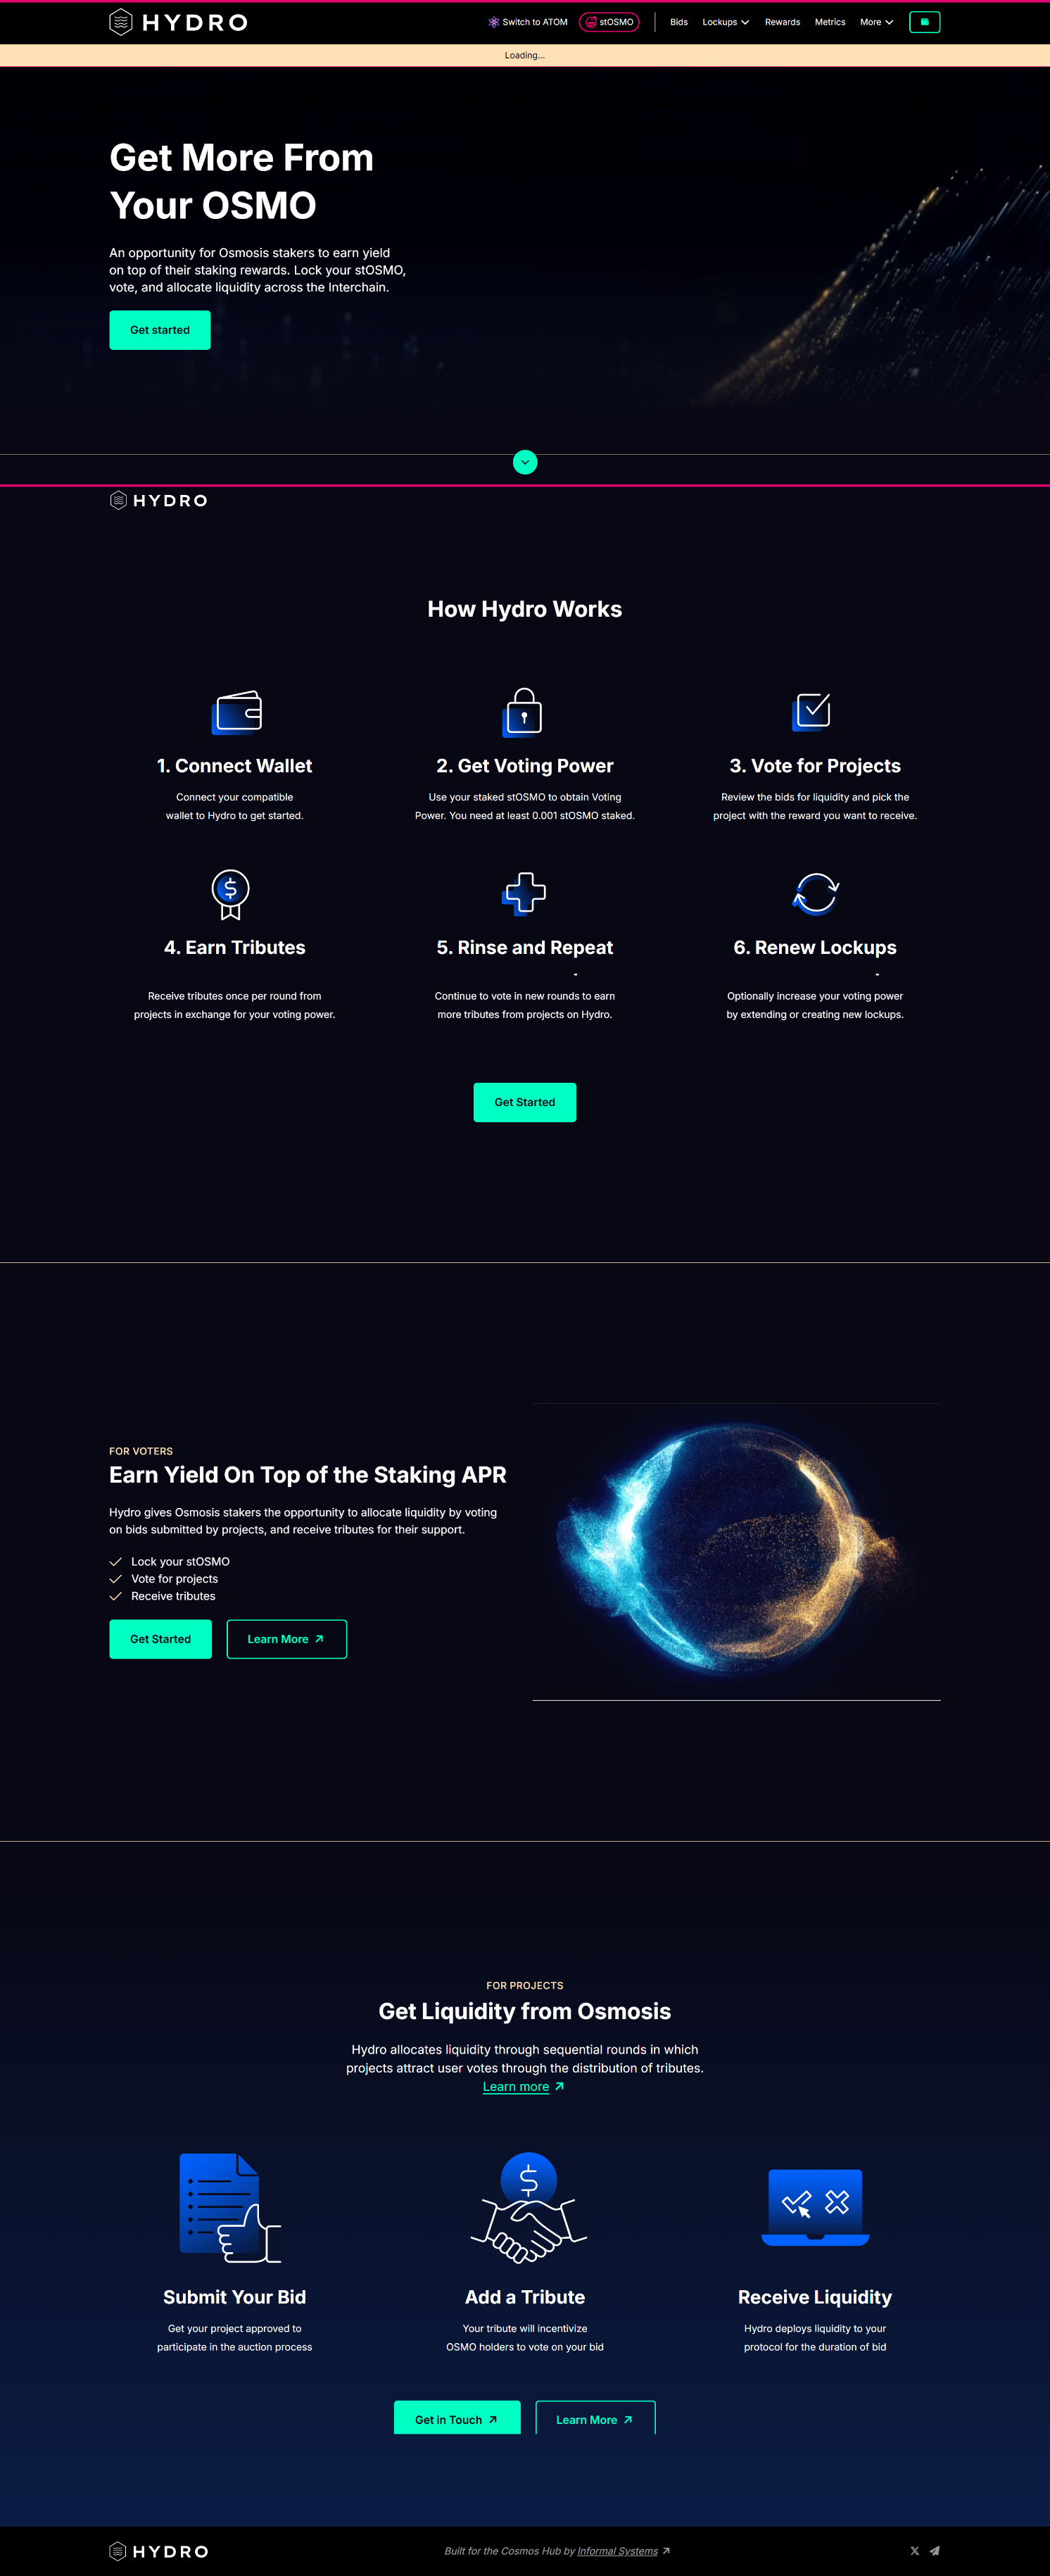 HYDRO
Switch to ATOM
stOSMO
Bids
Lockups
Rewards
Metrics
More
Loading...
Get More From
Your OSMO
An opportunity for Osmosis stakers to earn yield
on top of their staking rewards. Lock your stOSMO,
vote, and allocate liquidity across the Interchain.
Get started
HYDRO
How Hydro Works
1. Connect Wallet
Connect your compatible
wallet to Hydro to get started.
2. Get Voting Power
Use your staked stOSMO to obtain Voting
Power. You need at least 0.001 stOSMO staked.
3. Vote for Projects
Review the bids for liquidity and pick the
project with the reward you want to receive.
4. Earn Tributes
Receive tributes once per round from
projects in exchange for your voting power.
5. Rinse and Repeat
-
Continue to vote in new rounds to earn
more tributes from projects on Hydro.
6. Renew Lockups
-
Optionally increase your voting power
by extending or creating new lockups.
Get Started
FOR VOTERS
Earn Yield On Top of the Staking APR
Hydro gives Osmosis stakers the opportunity to allocate liquidity by voting
on bids submitted by projects, and receive tributes for their support.
Lock your stOSMO
Vote for projects
Receive tributes
Get Started
Learn More
FOR PROJECTS
Get Liquidity from Osmosis
Hydro allocates liquidity through sequential rounds in which
projects attract user votes through the distribution of tributes.
Learn more
Submit Your Bid
Get your project approved to
participate in the auction process
Add a Tribute
Your tribute will incentivize
OSMO holders to vote on your bid
Receive Liquidity
Hydro deploys liquidity to your
protocol for the duration of bid
Get in Touch
Learn More
HYDRO
Built for the Cosmos Hub by Informal Systems